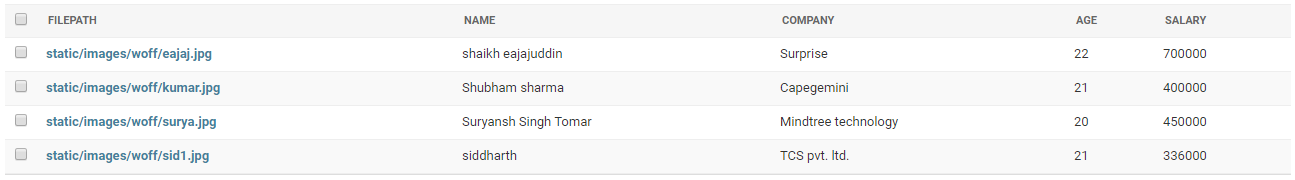 FILEPATH NAME COMPANY AGE SALARY
static/images/woff/eajaj.jpg shaikh eajajuddin Surprise 22 700000
static/images/woff/kumar.jpg Shubham sharma Capegemini 21 400000
static/images/woff/surya.jpg Suryansh Singh Tomar Mindtree technology 20 450000
static/images/woff/sid1.jpg siddharth TCS pvt. ltd. 21 336000